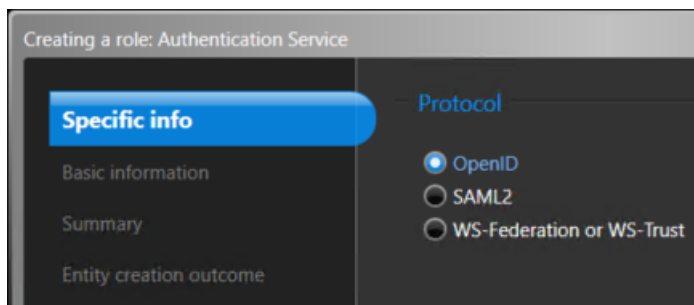 Creating a role: Authentication Service
Specific info
Basic information
Summary
Entity creation outcome
Protocol
OpenID
SAML2
WS-Federation or WS-Trust